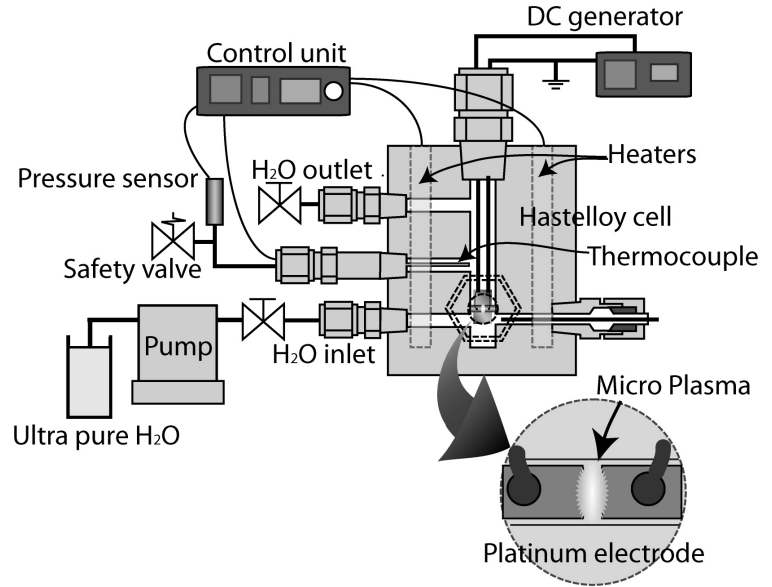 DC generator
Control unit
H2O outlet
Heaters
Pressure sensor
Hastelloy cell
Thermocouple
Safety valve
Pump
H2O inlet
Micro Plasma
Ultra pure H2O
Platinum electrode